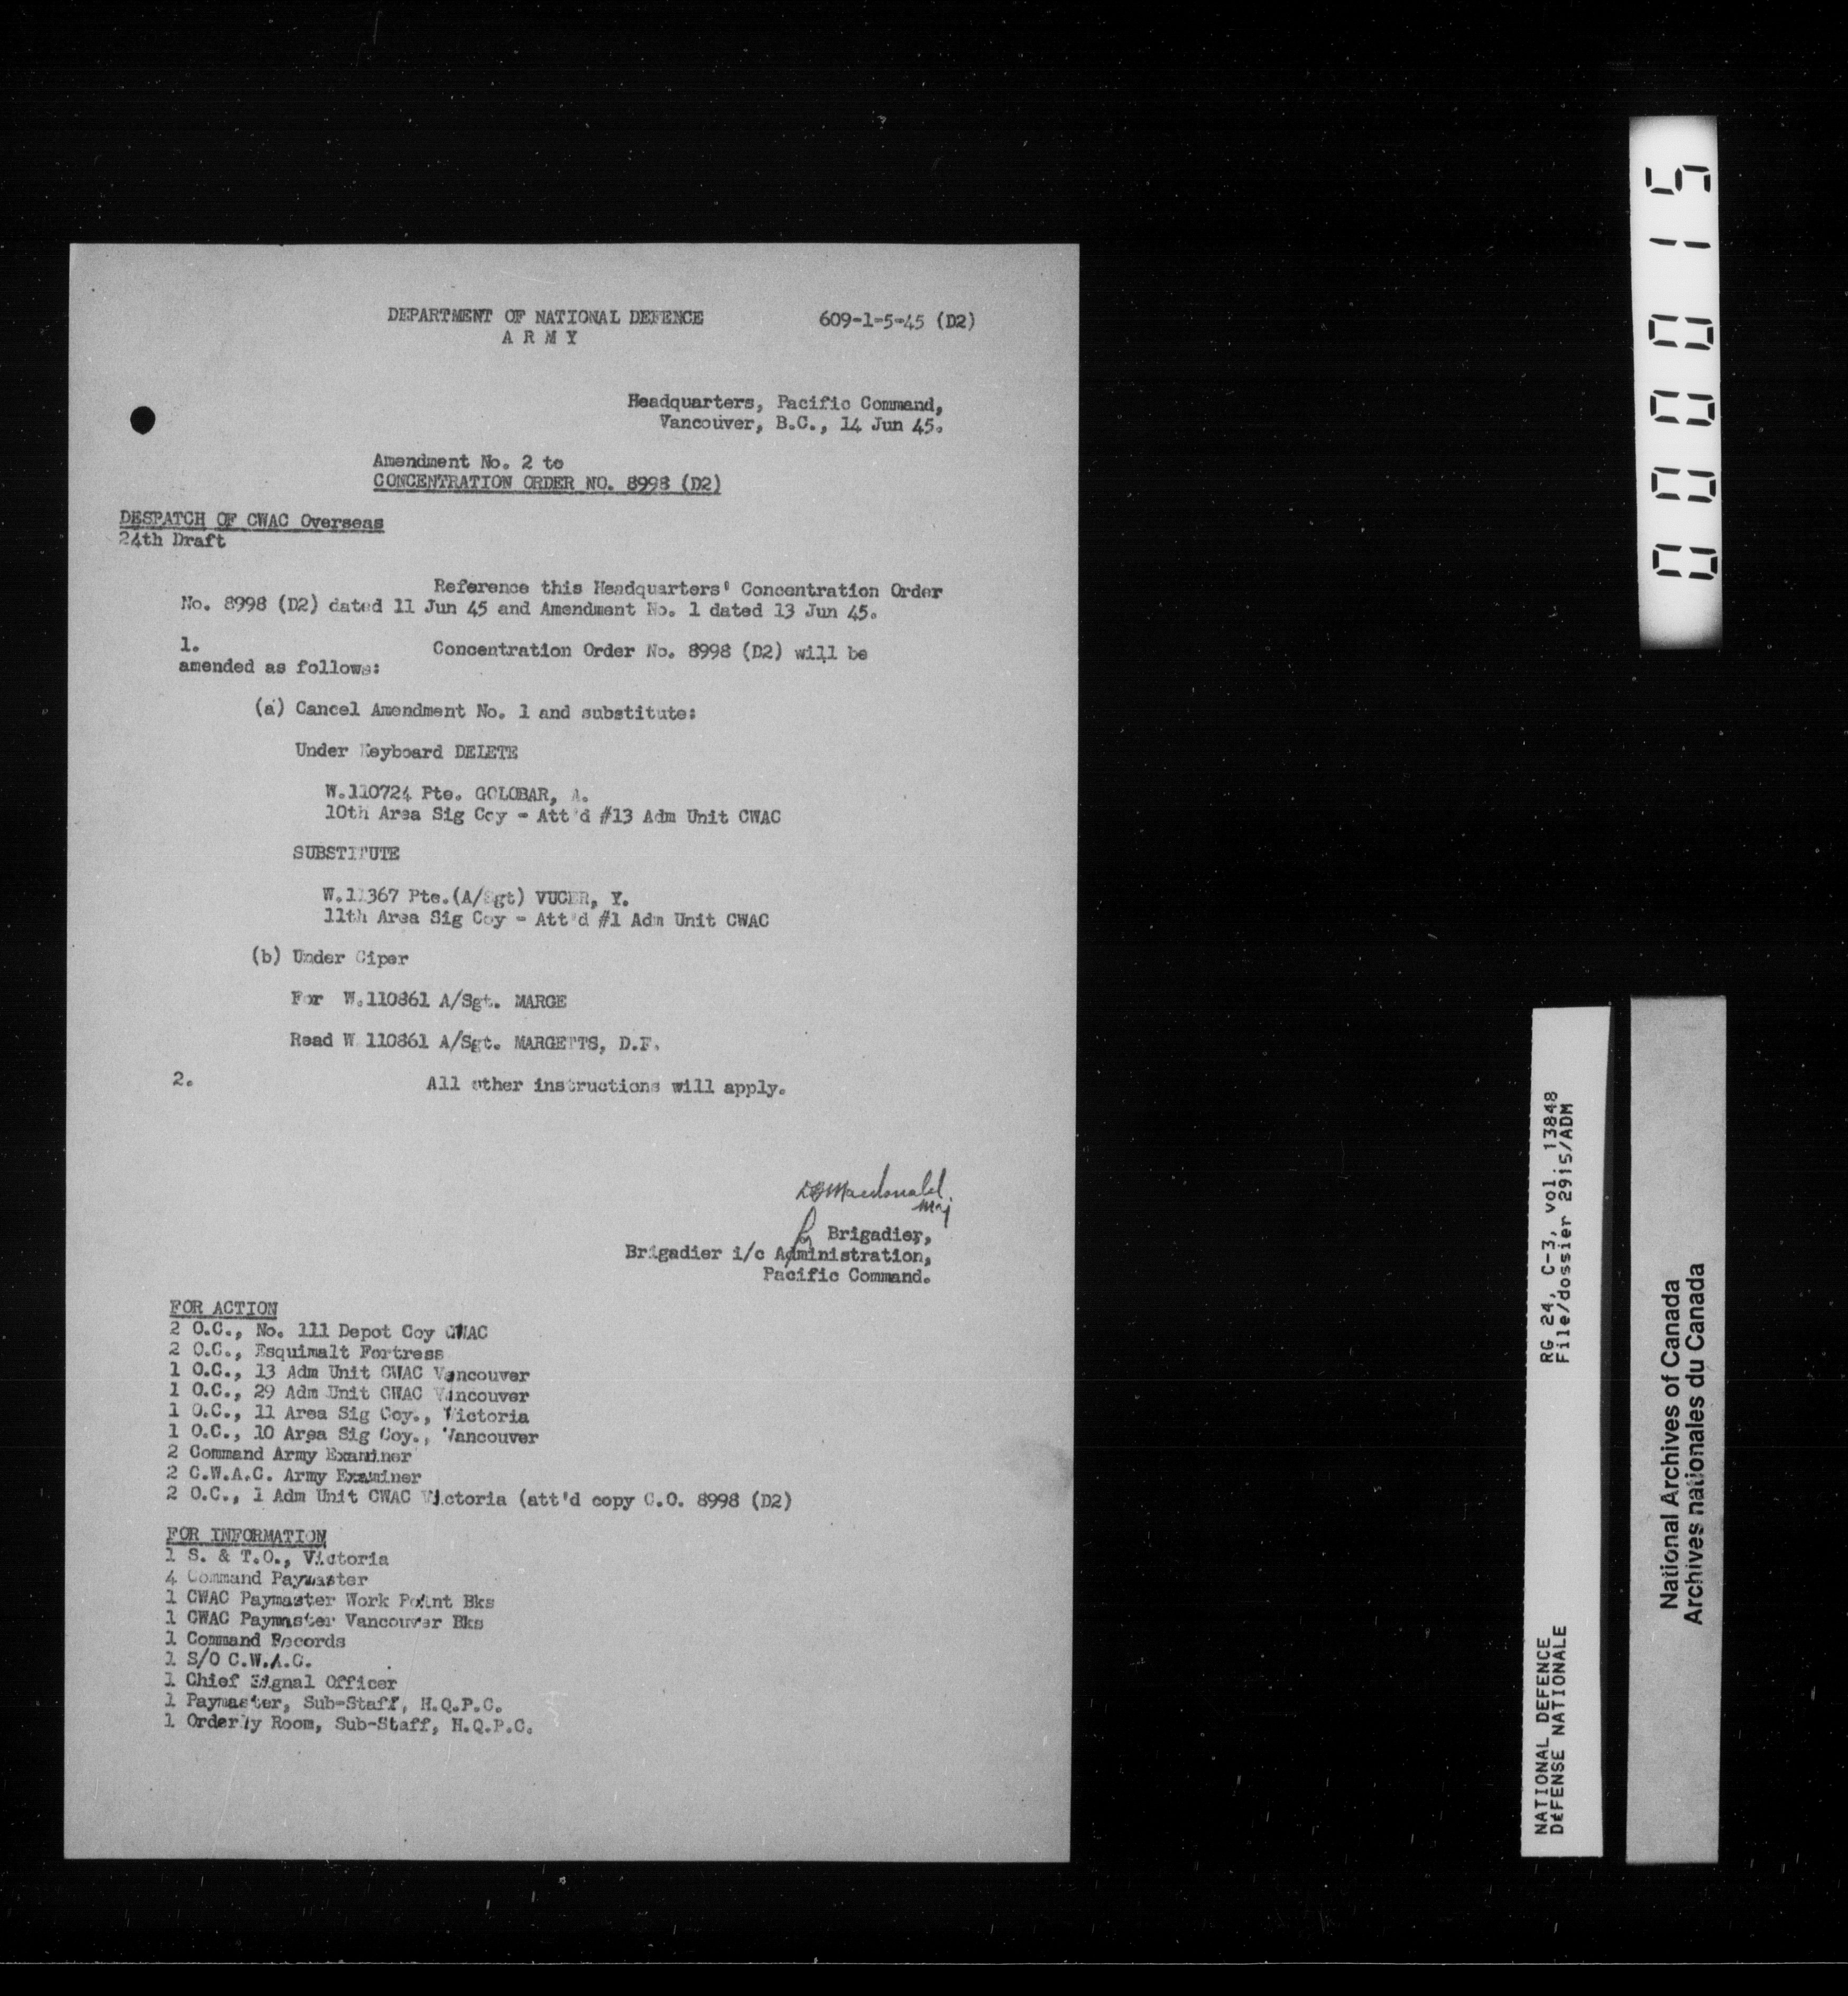 DEPARTMENT OF NATIONAL DEFENCE 609-1-5-45 (D2)
A R M Y
Headquarters, Pacific Command,
Vancouver, B.C., 14 Jun 45.
Amendment No. 2 to
CONCENTRATION ORDER NO. 8998 (D2)
DESPATCH OF CWAC Overseas
24th Draft
Reference this Headquarters' Concentration Order
No. 8998 (D2) dated 11 Jun 45 and Amendment No. 1 dated 13 Jun 45.
1. Concentration Order No. 8998 (D2) will be
amended as follows:
(a) Cancel Amendment No. 1 and substitute:
Under Keyboard DELETE
W.110724 Pte. GOLOBAR, A.
10th Area Sig Coy - Att'd #13 Adm Unit CWAC
SUBSTITUTE
W.11367 Pte.(A/Sgt) VUCER, Y.
11th Area Sig Coy - Att'd #1 Adm Unit CWAC
(b) Under Ciper
For W.110861 A/Sgt. MARGE
Read W 110861 A/Sgt. MARGETTS, D.F.
2. All other instructions will apply.
DBMacdonald.
Maj
for Brigadier,
Brigadier i/c Administration,
Pacific Command.
FOR ACTION
2 O.C., No. 111 Depot Coy CWAC
2 O.C., Esquimalt Fortress
1 O.C., 13 Adm Unit CWAC Vancouver
1 O.C., 29 Adm Unit CWAC Vancouver
1 O.C., 11 Area Sig Coy., Victoria
1 O.C., 10 Area Sig Coy., Vancouver
2 Command Army Examiner
2 C.W.A.C. Army Examiner
2 O.C., 1 Adm Unit CWAC Victoria (att'd copy C.O. 8998 (D2)
FOR INFORMATION
1 S. & T.O., Victoria
4 Command Paymaster
1 CWAC Paymaster Work Point Bks
1 CWAC Paymaster Vancouver Bks
1 Command Records
1 S/O C.W.A.C.
1 Chief Signal Officer
1 Paymaster, Sub-Staff, H.Q.P.C.
1 Orderly Room, Sub-Staff, H.Q.P.C.
000015
RG 24, C-3, vol. 13848
File/dossier 2915/ADM
NATIONAL DEFENCE
DÉFENSE NATIONALE
National Archives of Canada
Archives nationales du Canada